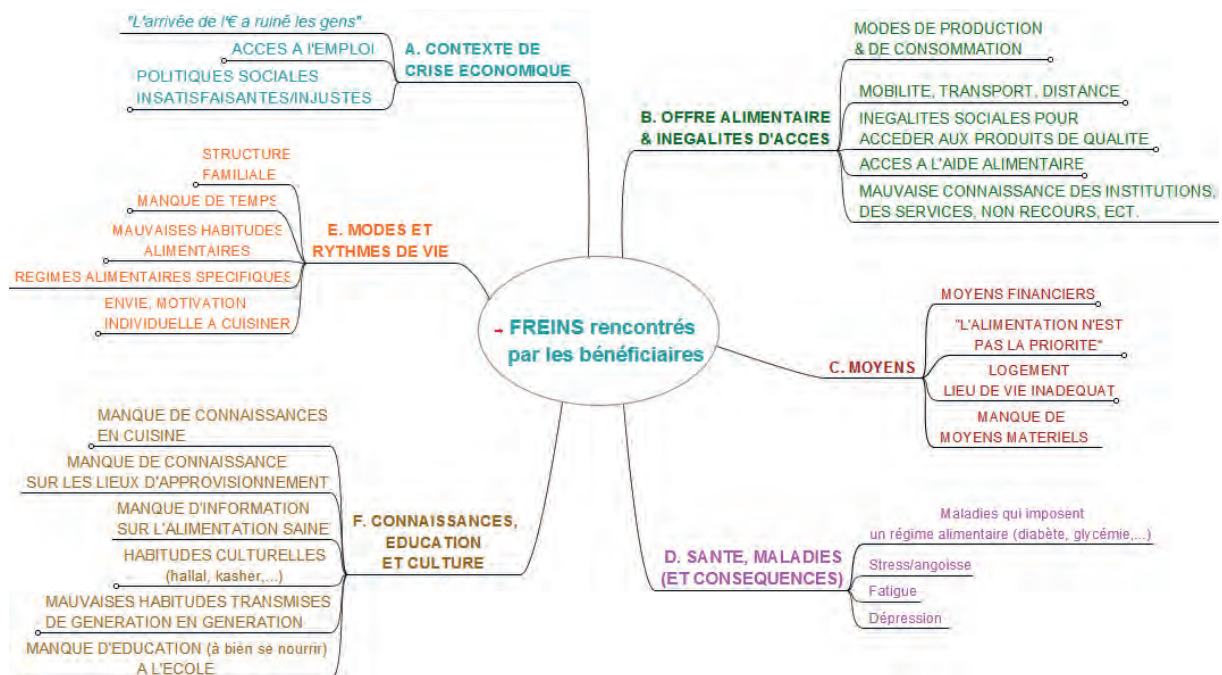 → FREINS rencontrés
par les bénéficiaires
A. CONTEXTE DE
CRISE ECONOMIQUE
"L'arrivée de l'€ a ruiné les gens"
ACCES A l'EMPLOI
POLITIQUES SOCIALES
INSATISFAISANTES/INJUSTES
B. OFFRE ALIMENTAIRE
& INEGALITES D'ACCES
MODES DE PRODUCTION
& DE CONSOMMATION
MOBILITE, TRANSPORT, DISTANCE
INEGALITES SOCIALES POUR
ACCEDER AUX PRODUITS DE QUALITE
ACCES A L'AIDE ALIMENTAIRE
MAUVAISE CONNAISSANCE DES INSTITUTIONS,
DES SERVICES, NON RECOURS, ECT.
C. MOYENS
MOYENS FINANCIERS
"L'ALIMENTATION N'EST
PAS LA PRIORITE"
LOGEMENT
LIEU DE VIE INADEQUAT
MANQUE DE
MOYENS MATERIELS
D. SANTE, MALADIES
(ET CONSEQUENCES)
Maladies qui imposent
un régime alimentaire (diabète, glycémie,...)
Stress/angoisse
Fatigue
Dépression
E. MODES ET
RYTHMES DE VIE
STRUCTURE
FAMILIALE
MANQUE DE TEMPS
MAUVAISES HABITUDES
ALIMENTAIRES
REGIMES ALIMENTAIRES SPECIFIQUES
ENVIE, MOTIVATION
INDIVIDUELLE A CUISINER
F. CONNAISSANCES,
EDUCATION
ET CULTURE
MANQUE DE CONNAISSANCES
EN CUISINE
MANQUE DE CONNAISSANCE
SUR LES LIEUX D'APPROVISIONNEMENT
MANQUE D'INFORMATION
SUR L'ALIMENTATION SAINE
HABITUDES CULTURELLES
(hallal, kasher,...)
MAUVAISES HABITUDES TRANSMISES
DE GENERATION EN GENERATION
MANQUE D'EDUCATION (à bien se nourrir)
A L'ECOLE